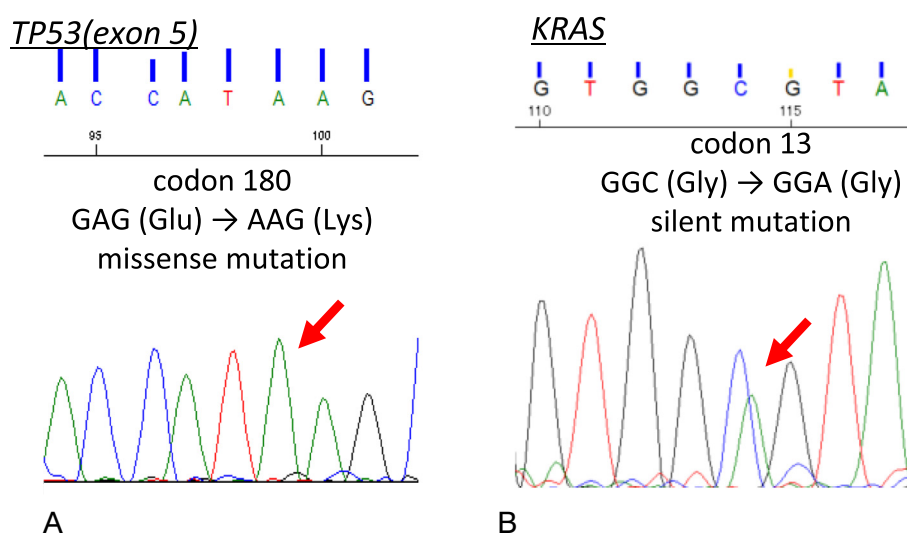 TP53(exon 5)
A C C A T A A G
95 100
codon 180
GAG (Glu) → AAG (Lys)
missense mutation
A
KRAS
G T G G C G T A
110 115
codon 13
GGC (Gly) → GGA (Gly)
silent mutation
B